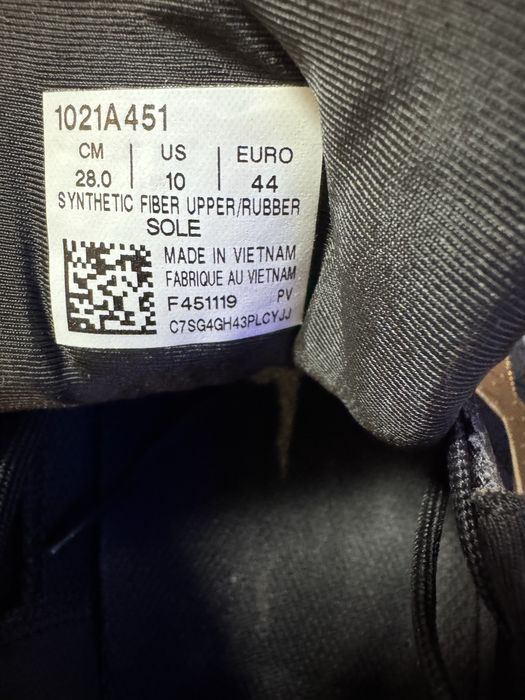 1021A451
CM | US | EURO
28.0 | 10 | 44
SYNTHETIC FIBER UPPER/RUBBER
SOLE
MADE IN VIETNAM
FABRIQUE AU VIETNAM
F451119 PV
C7SG4GH43PLCYJJ